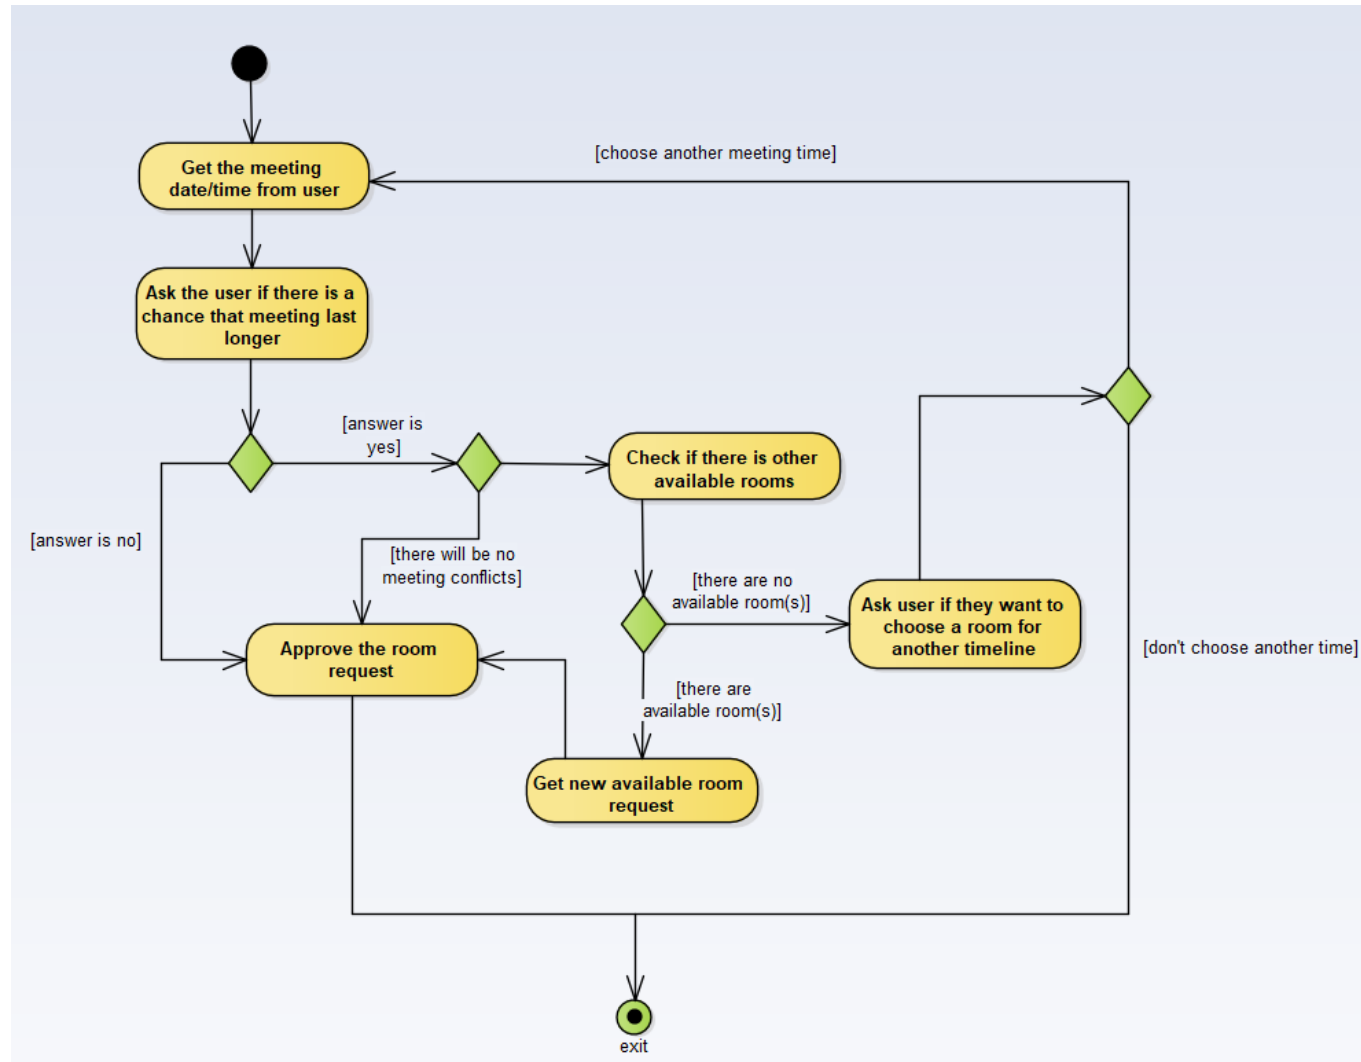 [choose another meeting time]
Get the meeting
date/time from user
Ask the user if there is a
chance that meeting last
longer
[answer is
yes]
Check if there is other
available rooms
[answer is no]
[there will be no
meeting conflicts]
[there are no
available room(s)]
Ask user if they want to
choose a room for
another timeline
[don't choose another time]
Approve the room
request
[there are
available room(s)]
Get new available room
request
exit